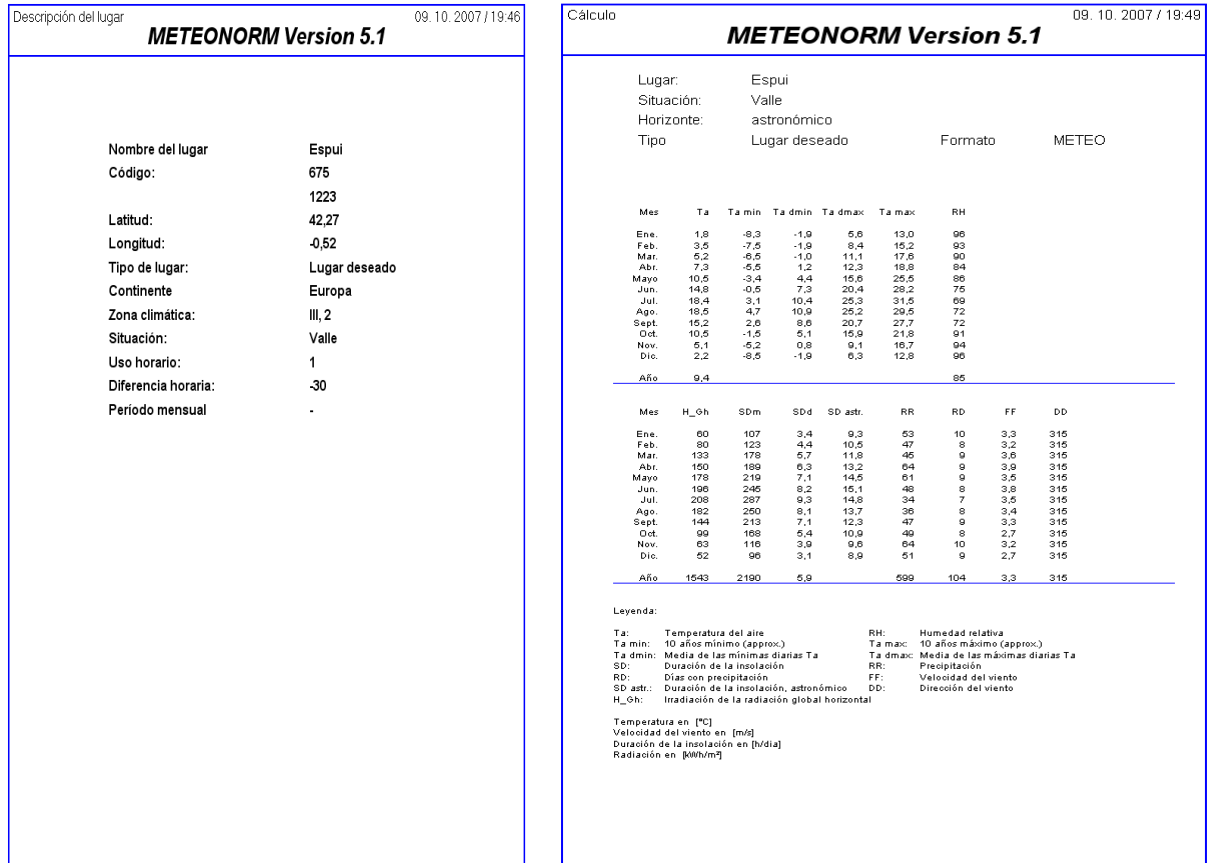 Descripción del lugar 09. 10. 2007 / 19:46
METEONORM Version 5.1
Nombre del lugar Espui
Código: 675
1223
Latitud: 42,27
Longitud: -0,52
Tipo de lugar: Lugar deseado
Continente Europa
Zona climática: III, 2
Situación: Valle
Uso horario: 1
Diferencia horaria: -30
Período mensual -
Cálculo 09. 10. 2007 / 19:49
METEONORM Version 5.1
Lugar: Espui
Situación: Valle
Horizonte: astronómico
Tipo Lugar deseado Formato METEO
Mes Ta Ta min Ta dmin Ta dmax Ta max RH
Ene. 1,8 -8,3 -1,9 5,6 13,0 96
Feb. 3,5 -7,5 -1,9 8,4 15,2 93
Mar. 5,2 -6,5 -1,0 11,1 17,6 90
Abr. 7,3 -5,5 1,2 12,3 18,8 84
Mayo 10,5 -3,4 4,4 15,6 25,5 86
Jun. 14,8 -0,5 7,3 20,4 28,2 75
Jul. 18,4 3,1 10,4 25,3 31,5 69
Ago. 18,5 4,7 10,9 25,2 29,5 72
Sept. 15,2 2,6 8,6 20,7 27,7 72
Oct. 10,5 -1,5 5,1 15,9 21,8 91
Nov. 5,1 -5,2 0,8 9,1 16,7 94
Dic. 2,2 -8,5 -1,9 6,3 12,8 96
Año 9,4 85
Mes H_Gh SDm SDd SD astr. RR RD FF DD
Ene. 60 107 3,4 9,3 53 10 3,3 315
Feb. 80 123 4,4 10,5 47 8 3,2 315
Mar. 133 178 5,7 11,8 45 9 3,6 315
Abr. 150 189 6,3 13,2 64 9 3,9 315
Mayo 178 219 7,1 14,5 61 9 3,5 315
Jun. 196 245 8,2 15,1 48 8 3,8 315
Jul. 208 287 9,3 14,8 34 7 3,5 315
Ago. 182 250 8,1 13,7 36 8 3,4 315
Sept. 144 213 7,1 12,3 47 9 3,3 315
Oct. 99 168 5,4 10,9 49 8 2,7 315
Nov. 63 116 3,9 9,6 64 10 3,2 315
Dic. 52 96 3,1 8,9 51 9 2,7 315
Año 1543 2190 5,9 599 104 3,3 315
Leyenda:
Ta: Temperatura del aire RH: Humedad relativa
Ta min: 10 años mínimo (approx.) Ta max: 10 años máximo (approx.)
Ta dmin: Media de las mínimas diarias Ta Ta dmax: Media de las máximas diarias Ta
SD: Duración de la insolación RR: Precipitación
RD: Días con precipitación FF: Velocidad del viento
SD astr.: Duración de la insolación, astronómico DD: Dirección del viento
H_Gh: Irradiación de la radiación global horizontal
Temperatura en [°C]
Velocidad del viento en [m/s]
Duración de la insolación en [h/dia]
Radiación en [kWh/m²]